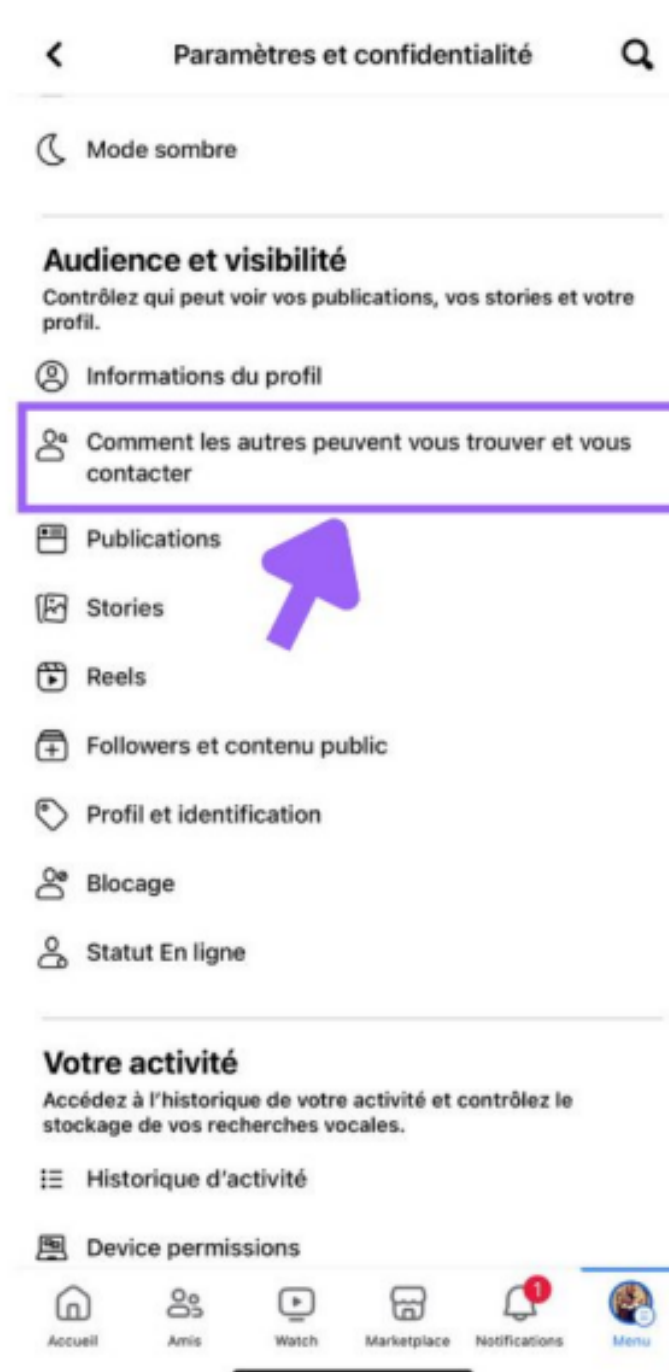 Paramètres et confidentialité
Mode sombre
Audience et visibilité
Contrôlez qui peut voir vos publications, vos stories et votre
profil.
Informations du profil
Comment les autres peuvent vous trouver et vous
contacter
Publications
Stories
Reels
Followers et contenu public
Profil et identification
Blocage
Statut En ligne
Votre activité
Accédez à l'historique de votre activité et contrôlez le
stockage de vos recherches vocales.
Historique d'activité
Device permissions
1
Accueil Amis Watch Marketplace Notifications Menu